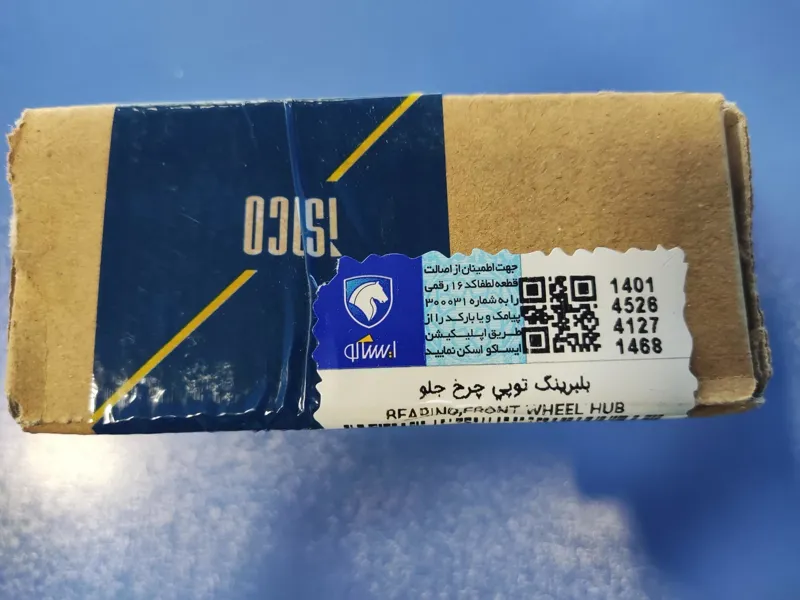 ISACO
جهت اطمینان از اصالت
قطعه لطفا کد ۱۶ رقمی
را به شماره ۳۰۰۰۳۱
پیامک و یا بارکد را از
طریق اپلیکیشن
ایساکو اسکن نمایید
ایساکو
1401
4526
4127
1468
بلبرینگ توپي چرخ جلو
BEARING,FRONT WHEEL HUB